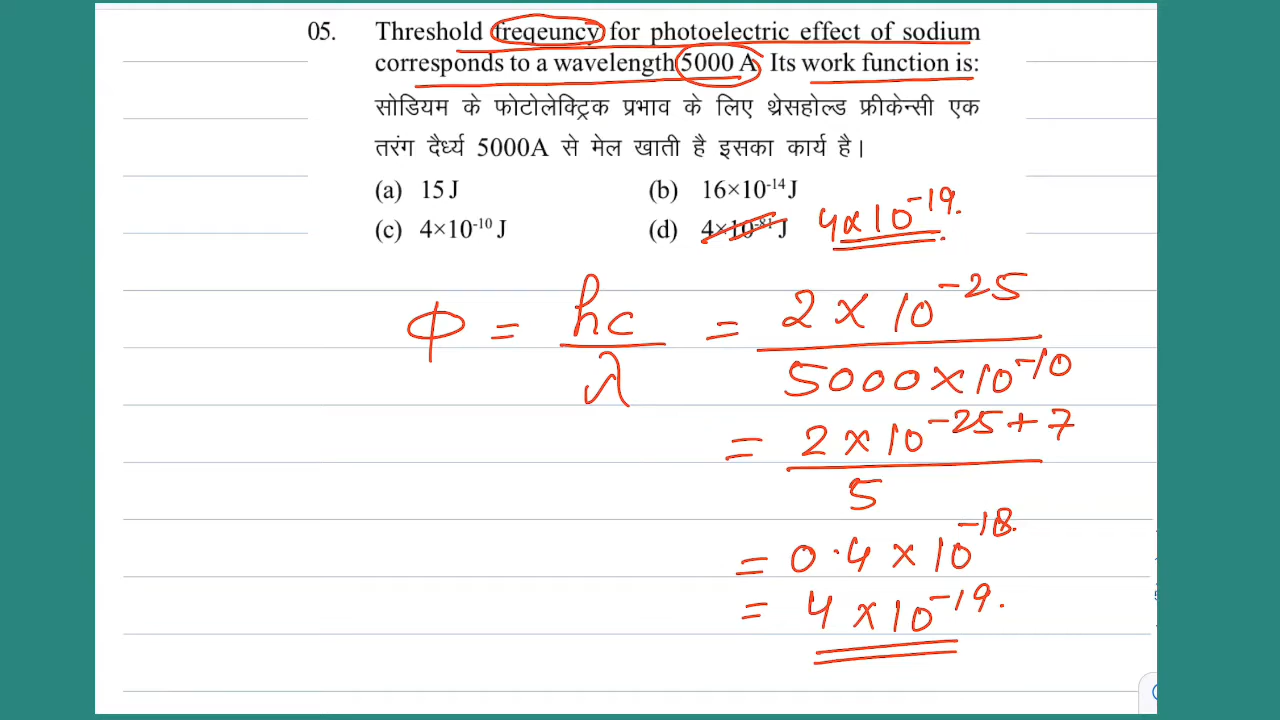 05. Threshold freqeuncy for photoelectric effect of sodium
corresponds to a wavelength 5000 A. Its work function is:
सोडियम के फोटोलेक्ट्रिक प्रभाव के लिए थ्रेसहोल्ड फ्रीकेन्सी एक
तरंग दैर्ध्य 5000A से मेल खाती है इसका कार्य है।
(a) 15 J (b) 16×10⁻¹⁴ J
(c) 4×10⁻¹⁰ J (d) 4×10⁻⁸¹ J 4×10⁻¹⁹.
ϕ = hc/λ = 2 × 10⁻²⁵ / 5000 × 10⁻¹⁰
= 2 × 10⁻²⁵⁺⁷ / 5
= 0.4 × 10⁻¹⁸.
= 4 × 10⁻¹⁹.